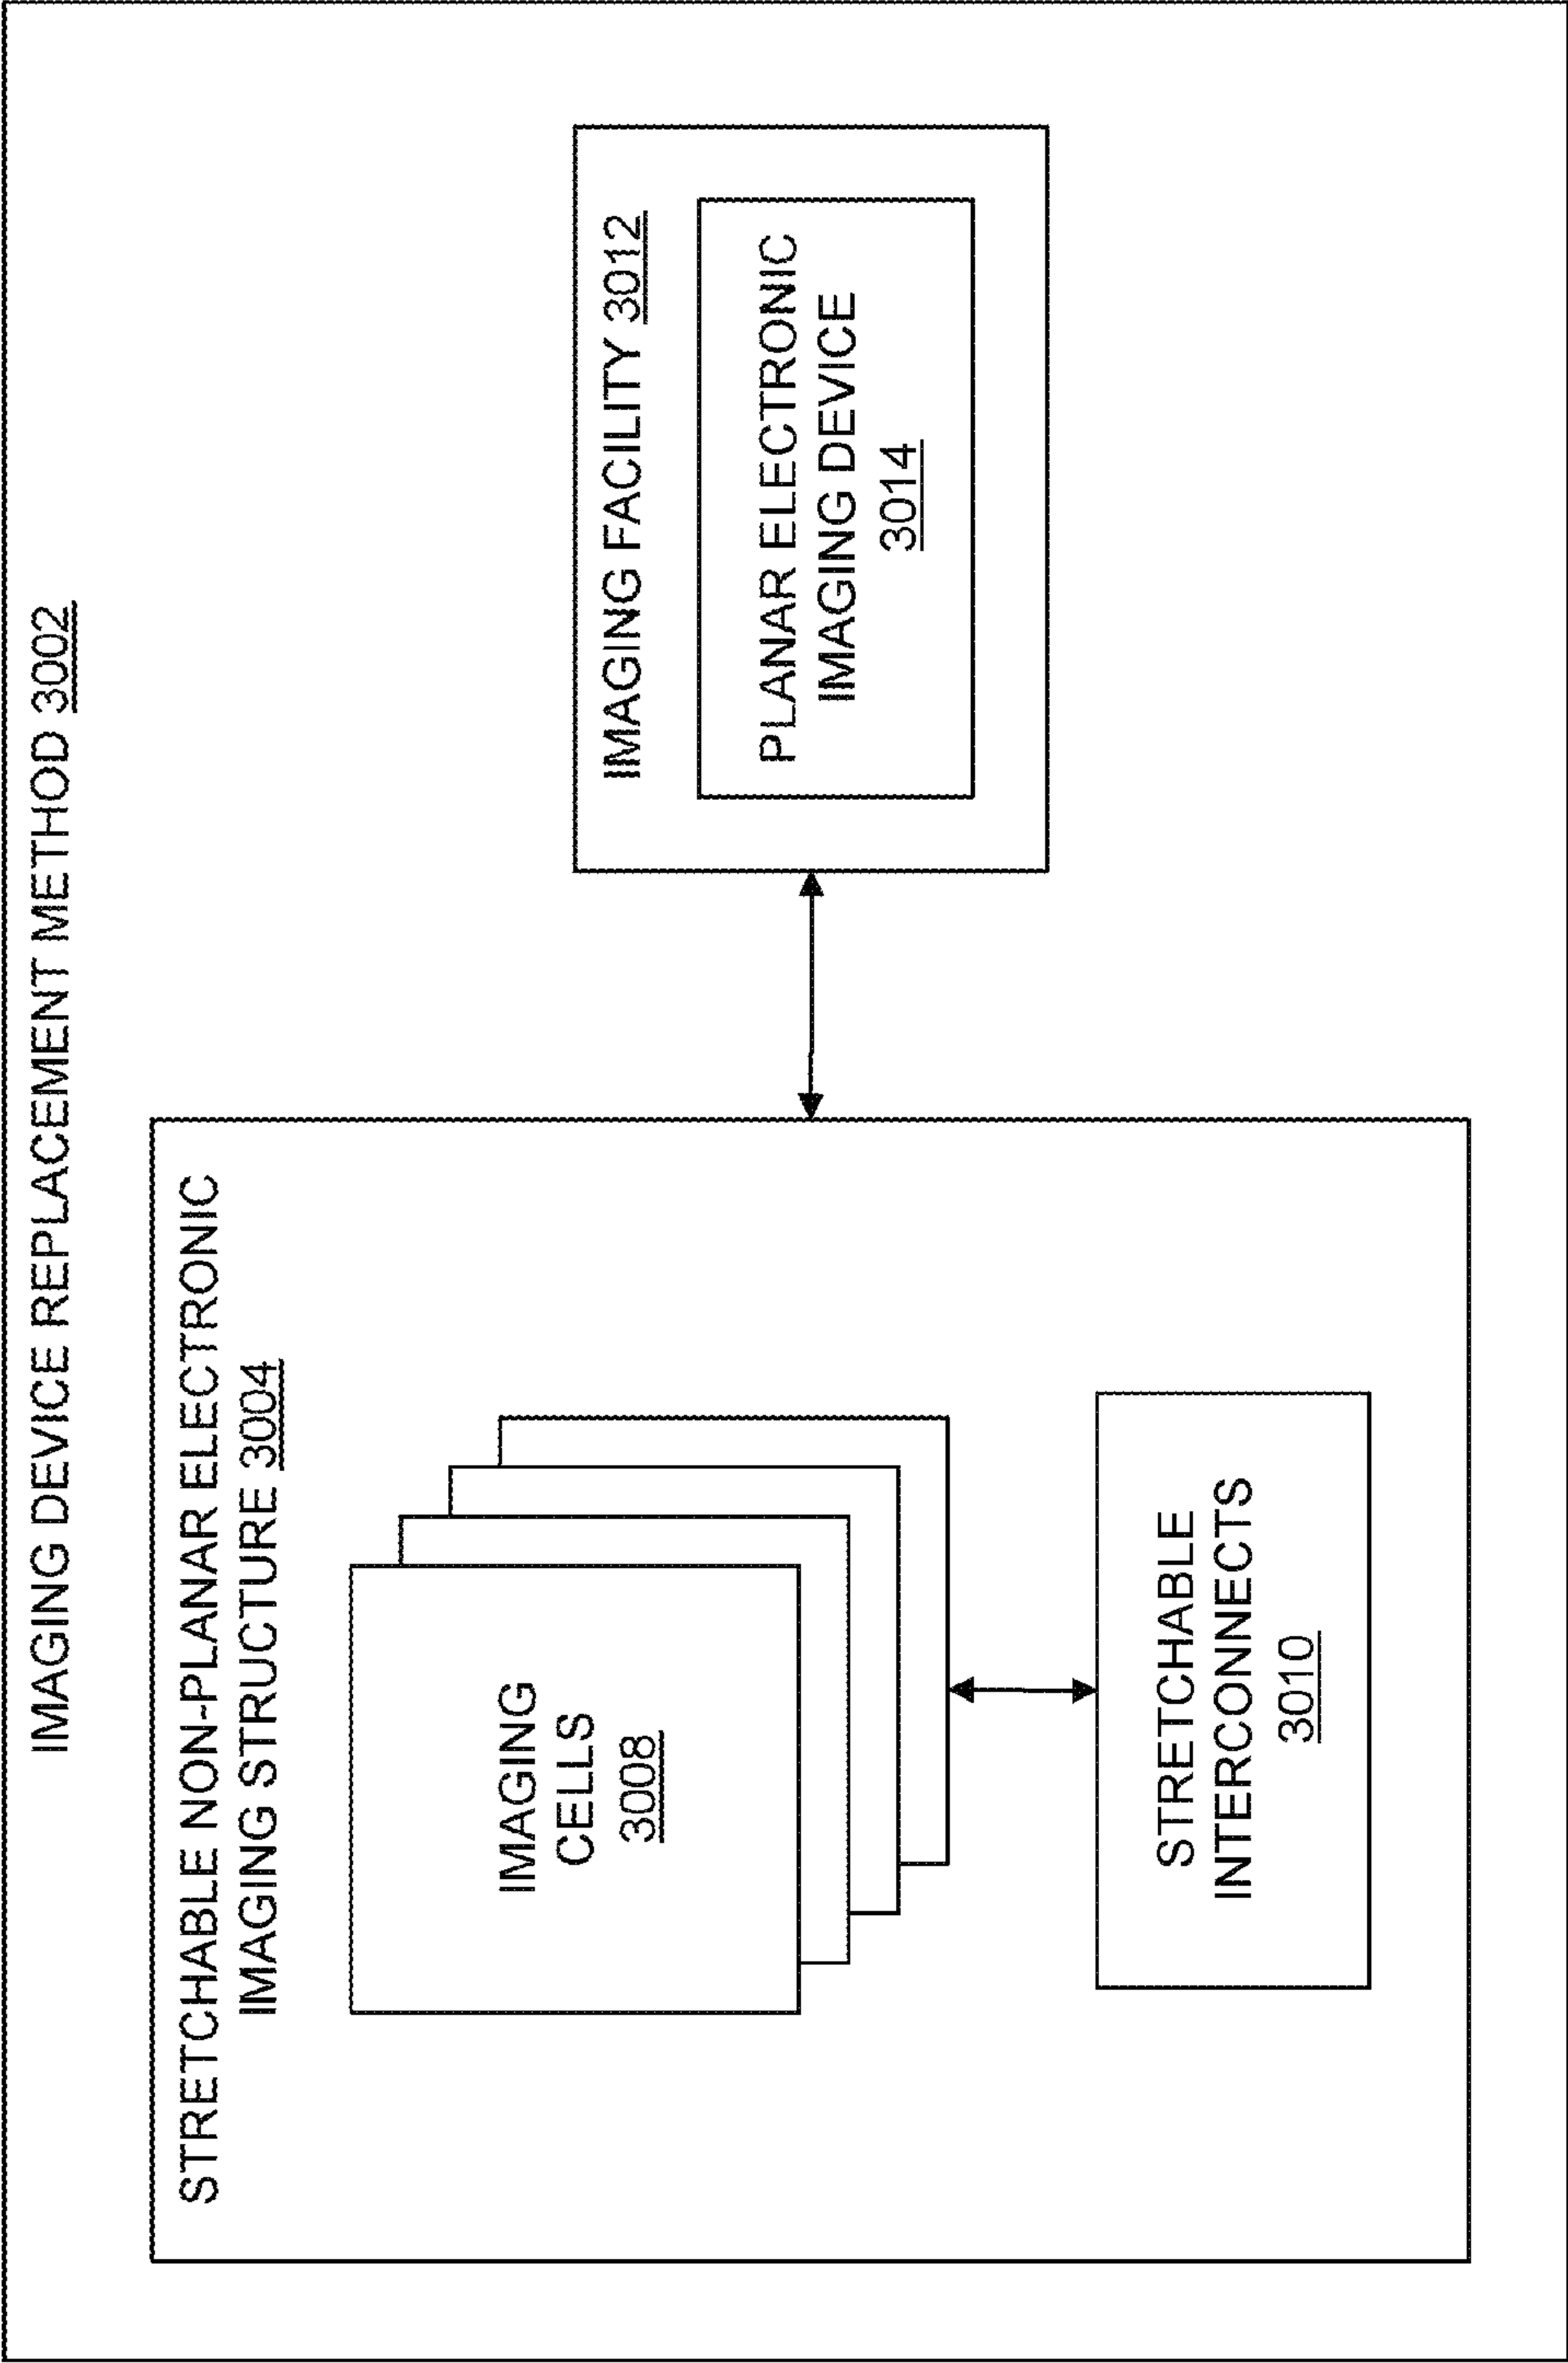 IMAGING DEVICE REPLACEMENT METHOD 3002
STRETCHABLE NON-PLANAR ELECTRONIC
IMAGING STRUCTURE 3004
IMAGING
CELLS
3008
STRETCHABLE
INTERCONNECTS
3010
IMAGING FACILITY 3012
PLANAR ELECTRONIC
IMAGING DEVICE
3014